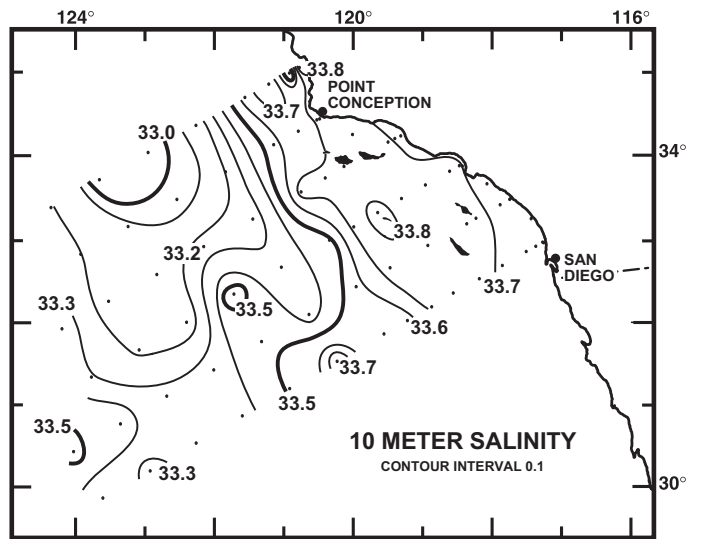 124° 120° 116°
33.8
POINT
CONCEPTION
33.7
33.0
34°
33.8
33.2
SAN
DIEGO
33.7
33.3
33.5
33.6
33.7
33.5
33.5
10 METER SALINITY
CONTOUR INTERVAL 0.1
33.3
30°